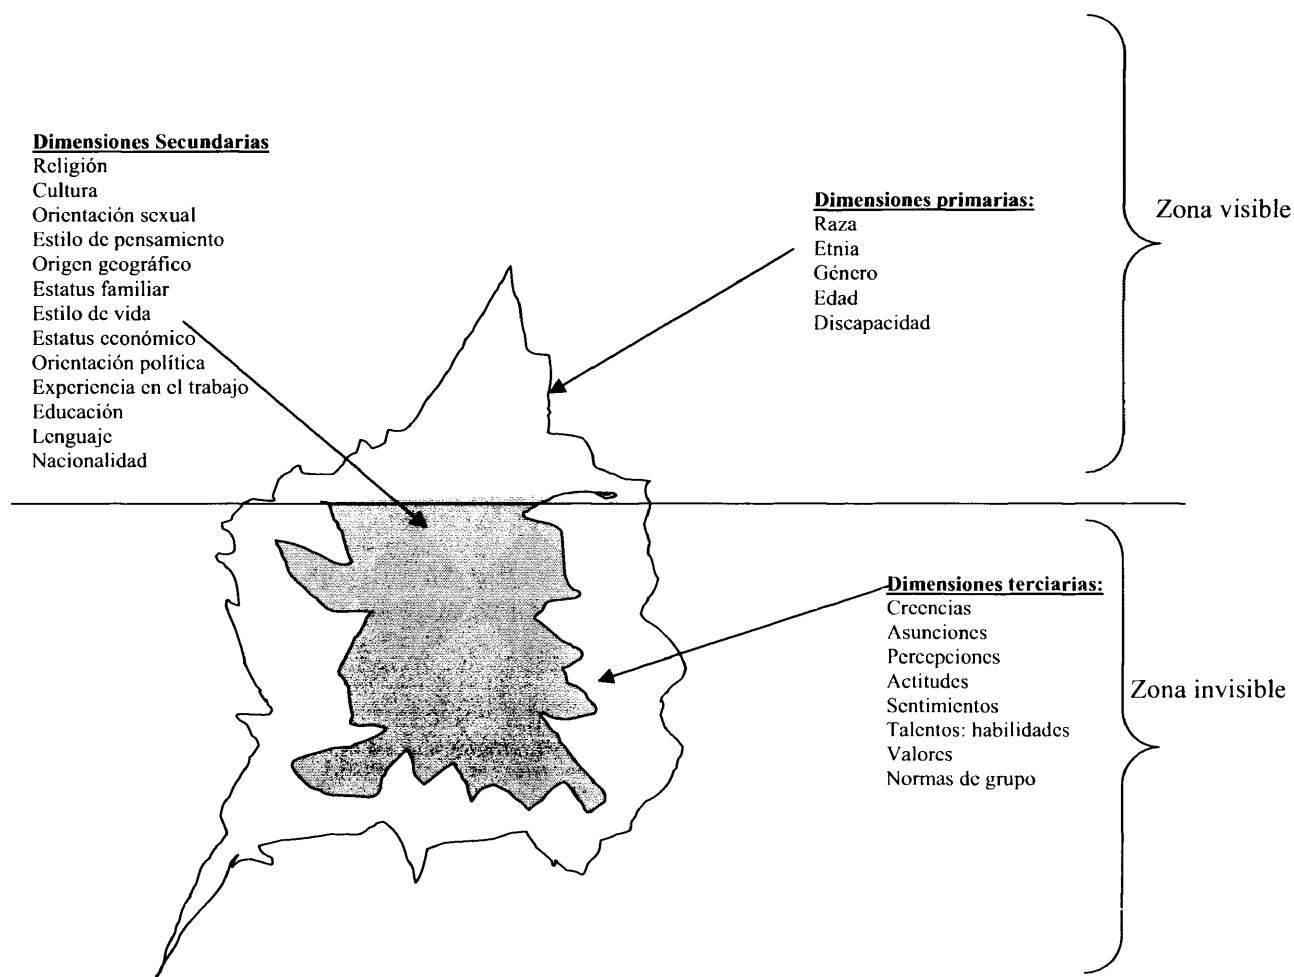 Dimensiones Secundarias
Religión
Cultura
Orientación sexual
Estilo de pensamiento
Origen geográfico
Estatus familiar
Estilo de vida
Estatus económico
Orientación política
Experiencia en el trabajo
Educación
Lenguaje
Nacionalidad
Dimensiones primarias:
Raza
Etnia
Género
Edad
Discapacidad
Zona visible
Dimensiones terciarias:
Creencias
Asunciones
Percepciones
Actitudes
Sentimientos
Talentos: habilidades
Valores
Normas de grupo
Zona invisible